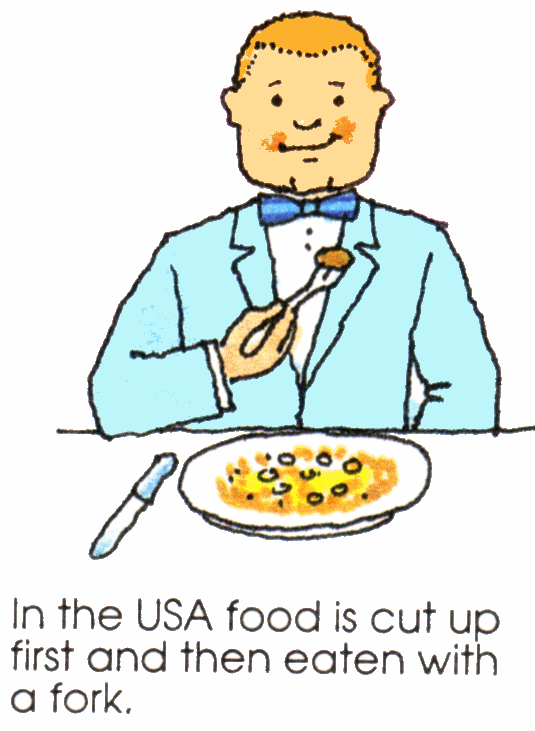 In the USA food is cut up
first and then eaten with
a fork.